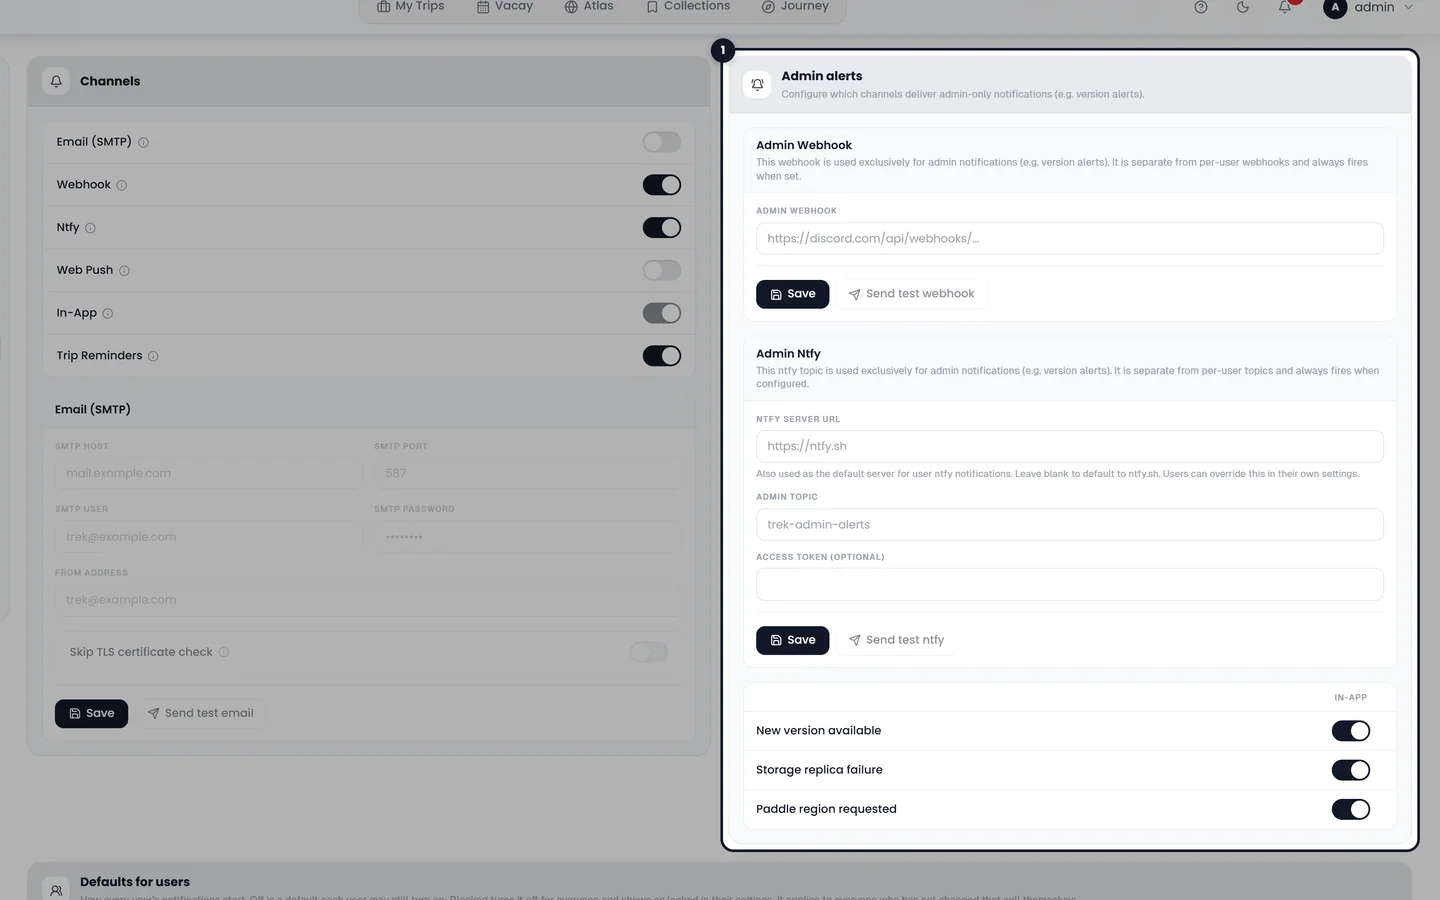 My Trips
Vacay
Atlas
Collections
Journey
A
admin
Channels
Email (SMTP)
Webhook
Ntfy
Web Push
In-App
Trip Reminders
Email (SMTP)
SMTP HOST
SMTP PORT
mail.example.com
587
SMTP USER
SMTP PASSWORD
trek@example.com
••••••••
FROM ADDRESS
trek@example.com
Skip TLS certificate check
Save
Send test email
1
Admin alerts
Configure which channels deliver admin-only notifications (e.g. version alerts).
Admin Webhook
This webhook is used exclusively for admin notifications (e.g. version alerts). It is separate from per-user webhooks and always fires
when set.
ADMIN WEBHOOK
https://discord.com/api/webhooks/...
Save
Send test webhook
Admin Ntfy
This ntfy topic is used exclusively for admin notifications (e.g. version alerts). It is separate from per-user topics and always fires when
configured.
NTFY SERVER URL
https://ntfy.sh
Also used as the default server for user ntfy notifications. Leave blank to default to ntfy.sh. Users can override this in their own settings.
ADMIN TOPIC
trek-admin-alerts
ACCESS TOKEN (OPTIONAL)
Save
Send test ntfy
IN-APP
New version available
Storage replica failure
Paddle region requested
Defaults for users